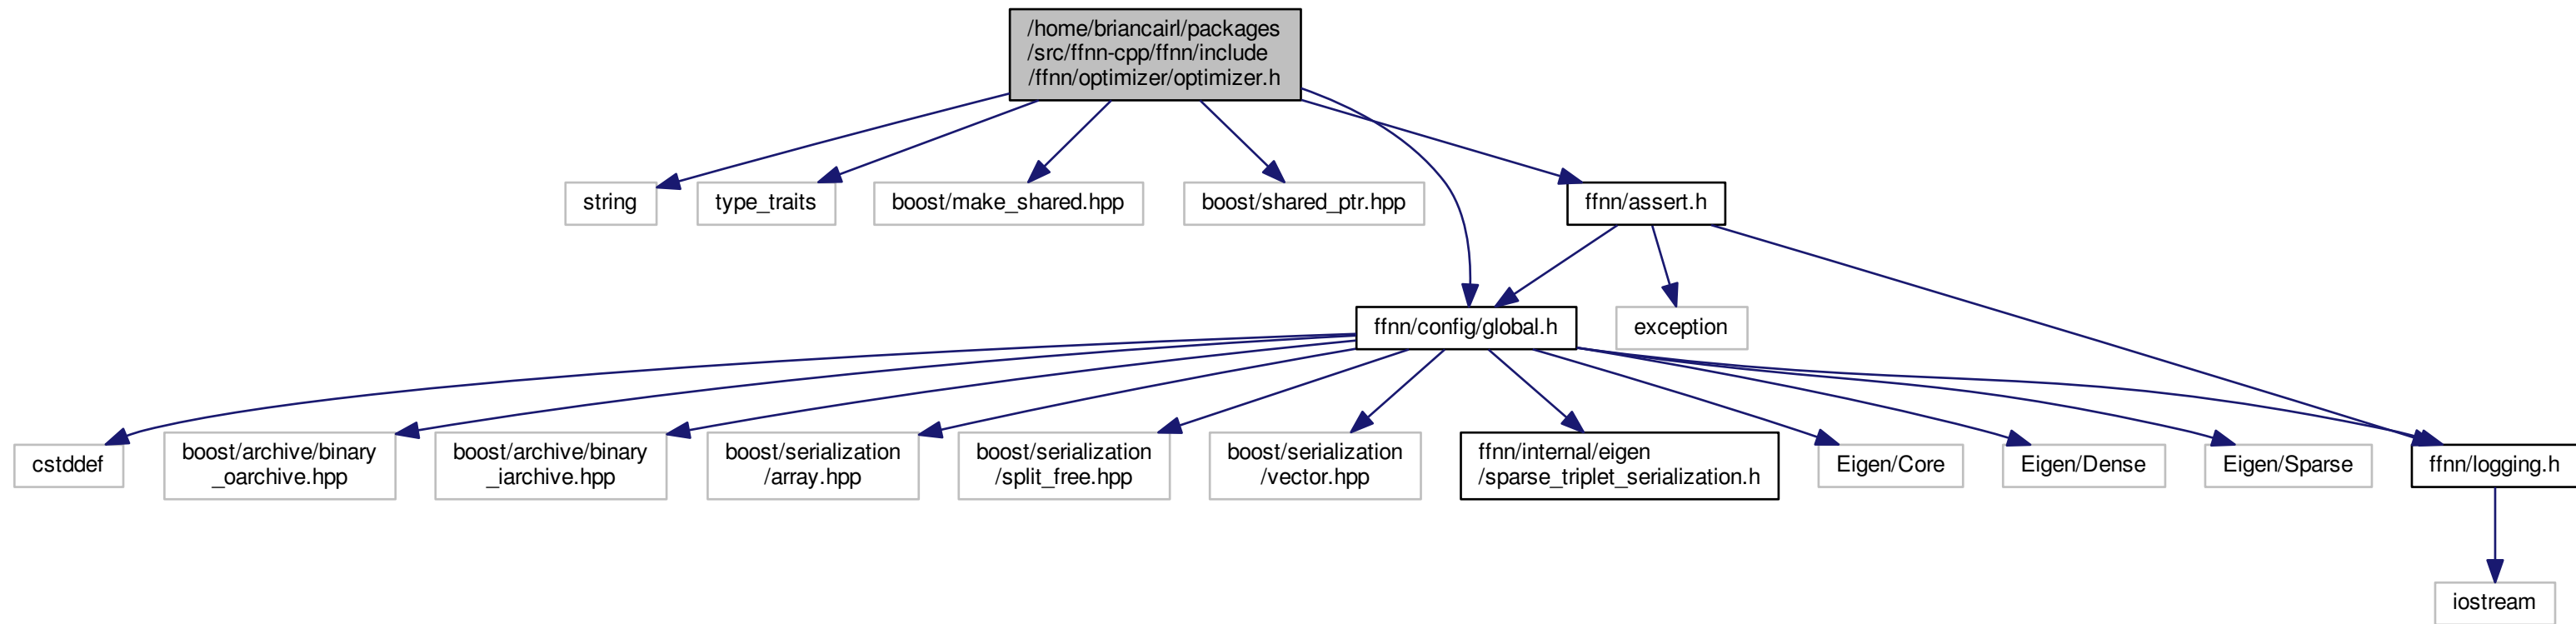 /home/briancairl/packages
/src/ffnn-cpp/ffnn/include
/ffnn/optimizer/optimizer.h
string
type_traits
boost/make_shared.hpp
boost/shared_ptr.hpp
ffnn/assert.h
ffnn/config/global.h
exception
cstddef
boost/archive/binary
_oarchive.hpp
boost/archive/binary
_iarchive.hpp
boost/serialization
/array.hpp
boost/serialization
/split_free.hpp
boost/serialization
/vector.hpp
ffnn/internal/eigen
/sparse_triplet_serialization.h
Eigen/Core
Eigen/Dense
Eigen/Sparse
ffnn/logging.h
iostream